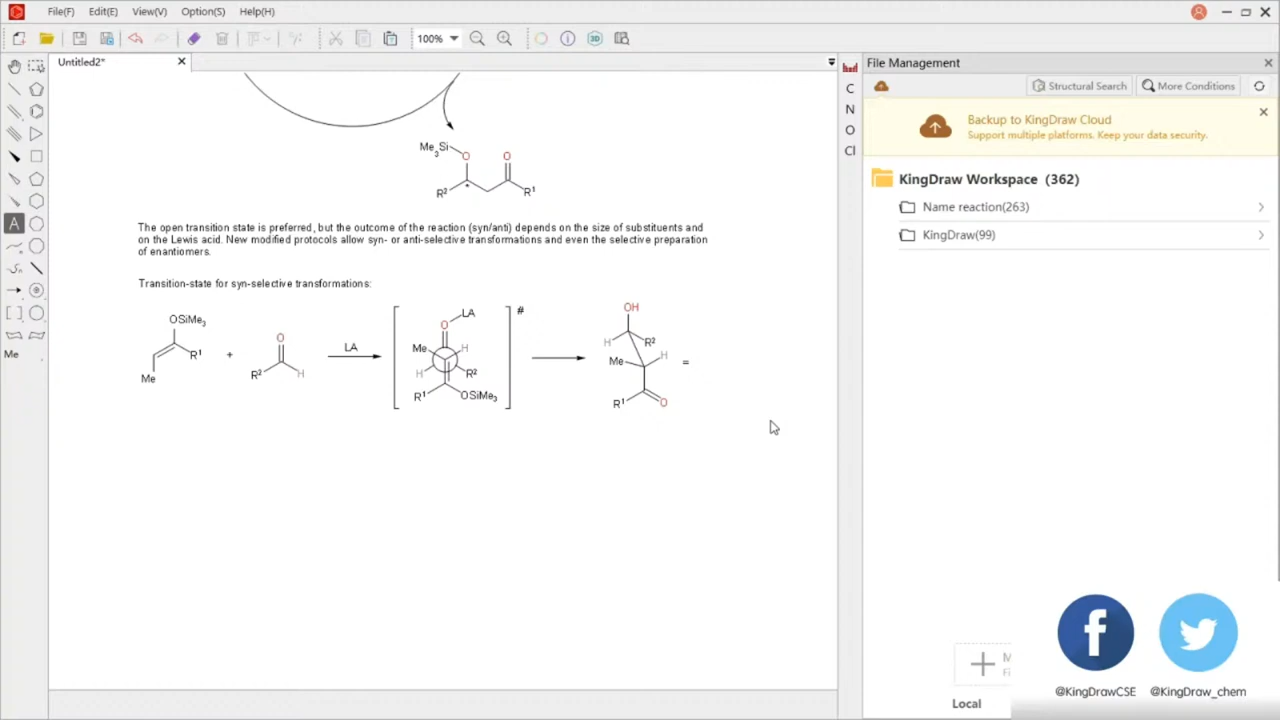 File(F) Edit(E) View(V) Option(S) Help(H)
100%
Untitled2*
File Management
Structural Search More Conditions
Backup to KingDraw Cloud
Support multiple platforms. Keep your data security.
KingDraw Workspace (362)
Name reaction(263)
KingDraw(99)
C
N
O
Cl
A
Me
Me3Si O O
R² * R¹
The open transition state is preferred, but the outcome of the reaction (syn/anti) depends on the size of substituents and
on the Lewis acid. New modified protocols allow syn- or anti-selective transformations and even the selective preparation
of enantiomers.
Transition-state for syn-selective transformations:
OSiMe3
R¹
Me
+
O
R² H
LA
O LA
Me H
H R²
R¹ OSiMe3
#
OH
H R²
Me H
R¹ O
=
3D
Local
@KingDrawCSE @KingDraw_chem